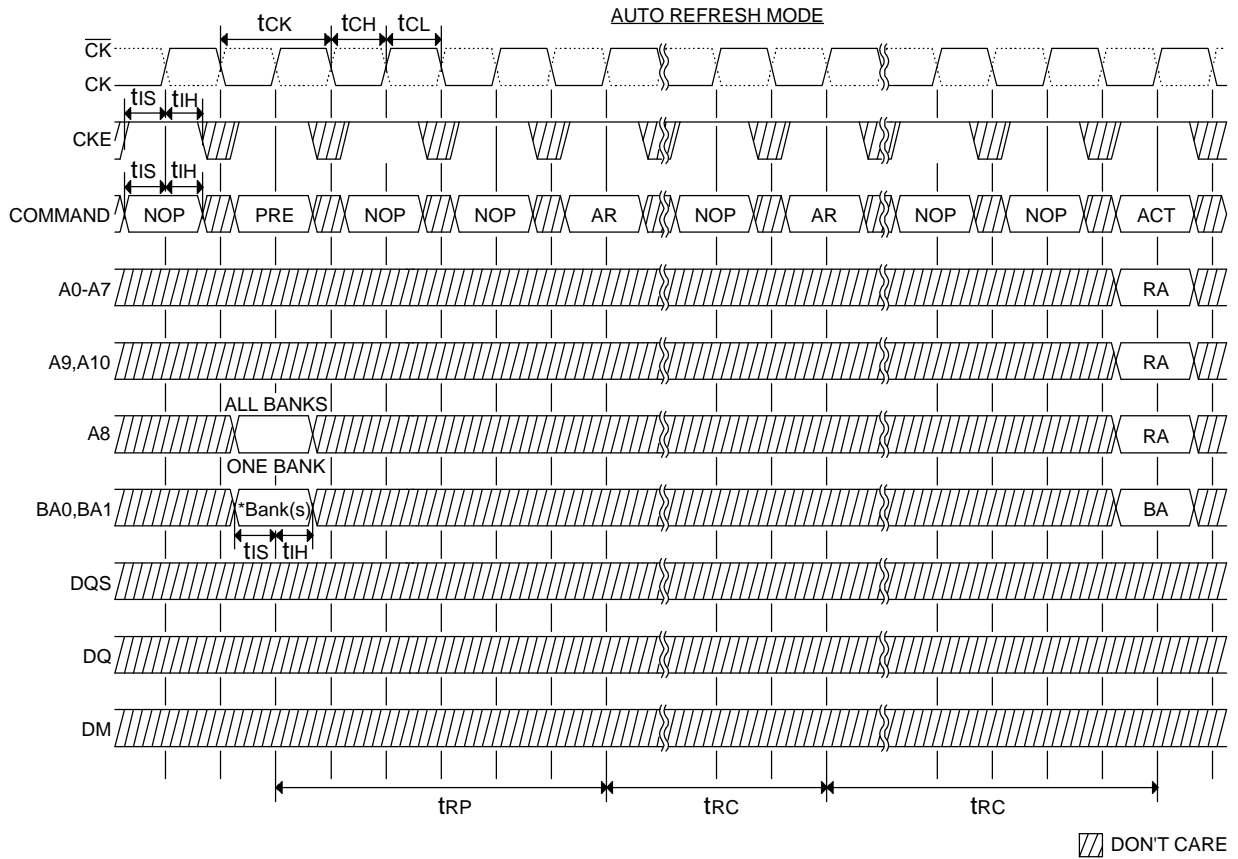 AUTO REFRESH MODE
tCK tCH tCL
CK
CK
tIS tIH
CKE
tIS tIH
COMMAND NOP PRE NOP NOP AR NOP AR NOP NOP ACT
A0-A7 RA
A9,A10 RA
ALL BANKS
A8 RA
ONE BANK
BA0,BA1 *Bank(s) BA
tIS tIH
DQS
DQ
DM
tRP tRC tRC
DON'T CARE